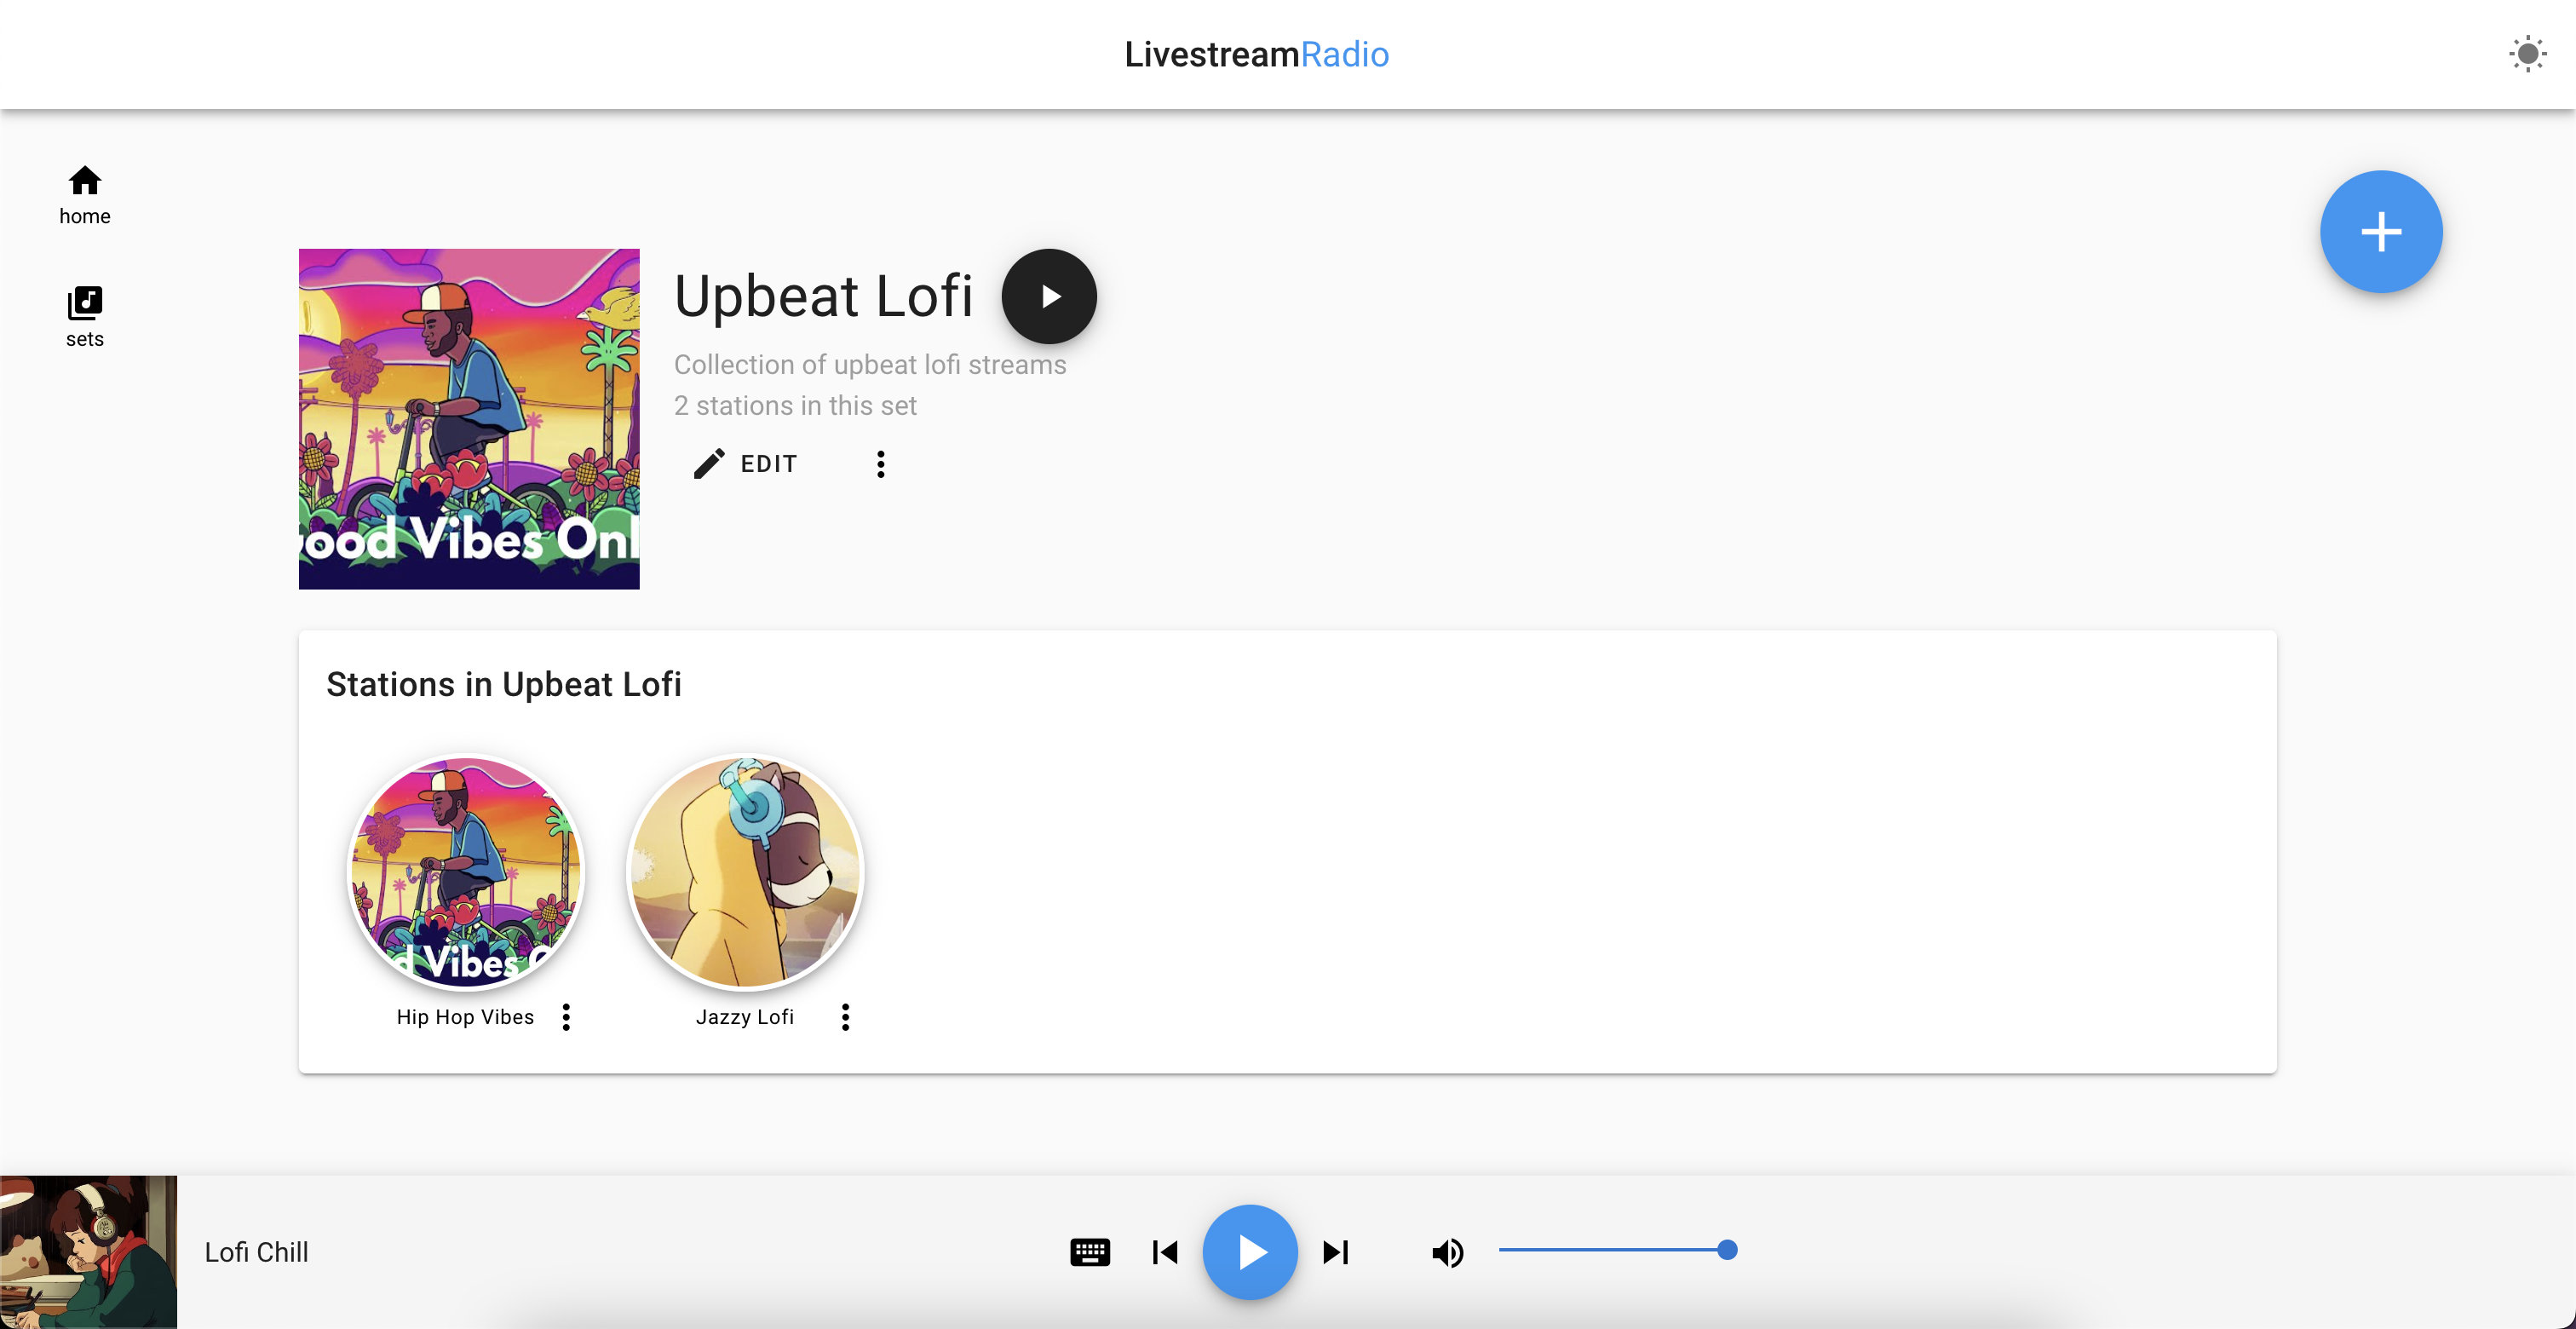 LivestreamRadio
home
sets
Upbeat Lofi
Collection of upbeat lofi streams
2 stations in this set
EDIT
ood Vibes Onl
Stations in Upbeat Lofi
d Vibes
Hip Hop Vibes
Jazzy Lofi
Lofi Chill